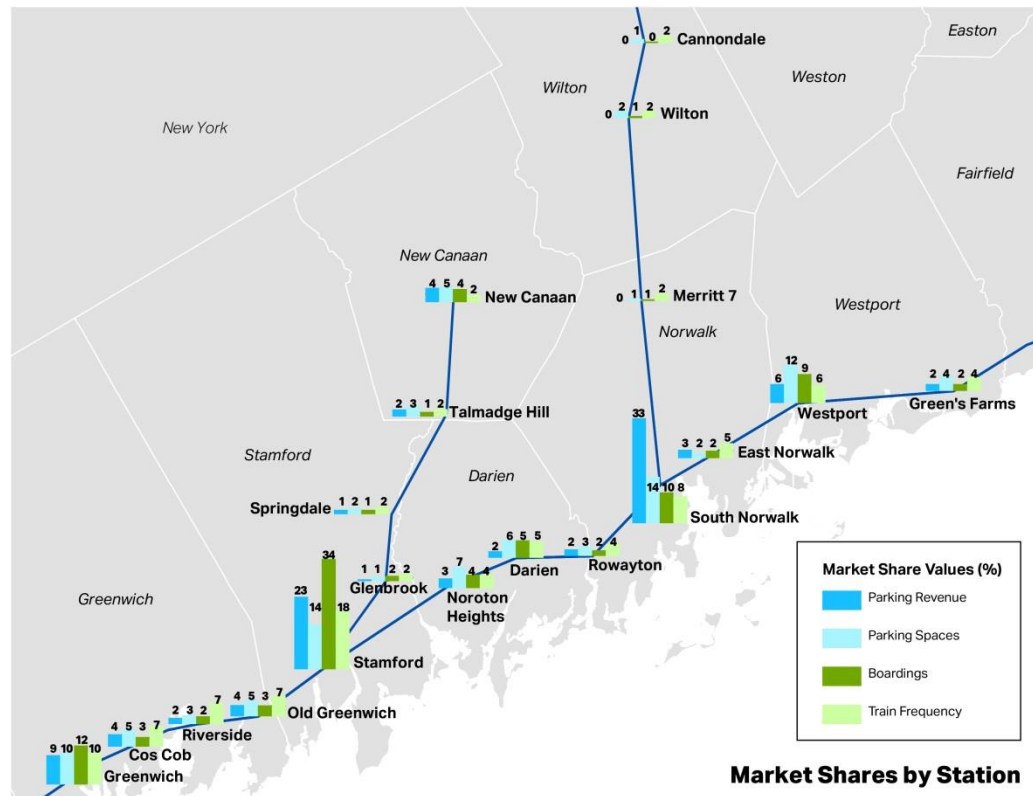 Easton
1
0
0
2
Cannondale
Weston
Wilton
New York
2
0
1
2
Wilton
Fairfield
New Canaan
4
5
4
2
New Canaan
0
1
1
2
Merritt 7
Westport
Norwalk
6
12
9
6
Westport
2
4
2
4
Green's Farms
2
3
1
2
Talmadge Hill
33
14
10
8
South Norwalk
3
2
2
5
East Norwalk
Stamford
Darien
1
2
1
2
Springdale
2
6
5
5
Darien
2
3
2
4
Rowayton
1
1
2
2
Glenbrook
3
7
4
4
Noroton
Heights
Greenwich
23
14
34
18
Stamford
4
5
3
7
Old Greenwich
2
3
2
7
Riverside
4
5
3
7
Cos Cob
9
10
12
10
Greenwich
Market Share Values (%)
Parking Revenue
Parking Spaces
Boardings
Train Frequency
Market Shares by Station